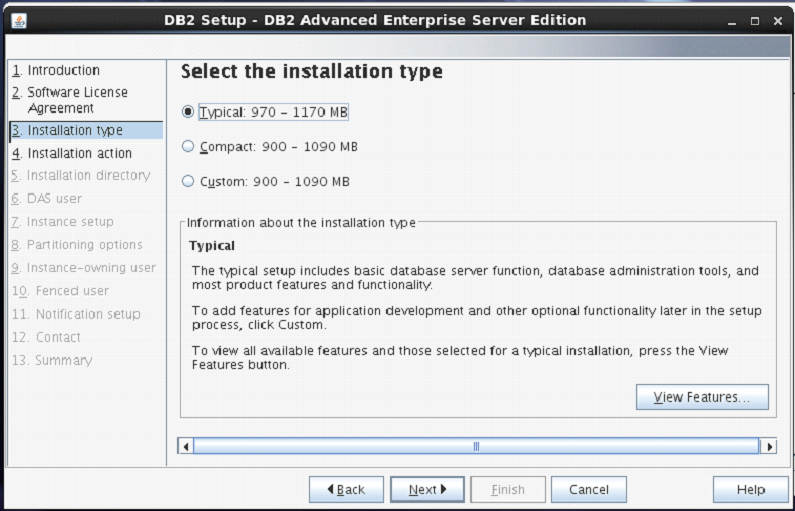 DB2 Setup - DB2 Advanced Enterprise Server Edition
1. Introduction
2. Software License
Agreement
3. Installation type
4. Installation action
5. Installation directory
6. DAS user
7. Instance setup
8. Partitioning options
9. Instance-owning user
10. Fenced user
11. Notification setup
12. Contact
13. Summary
Select the installation type
Typical: 970 – 1170 MB
Compact: 900 – 1090 MB
Custom: 900 – 1090 MB
Information about the installation type
Typical
The typical setup includes basic database server function, database administration tools, and
most product features and functionality.
To add features for application development and other optional functionality later in the setup
process, click Custom.
To view all available features and those selected for a typical installation, press the View
Features button.
View Features...
Back
Next
Finish
Cancel
Help